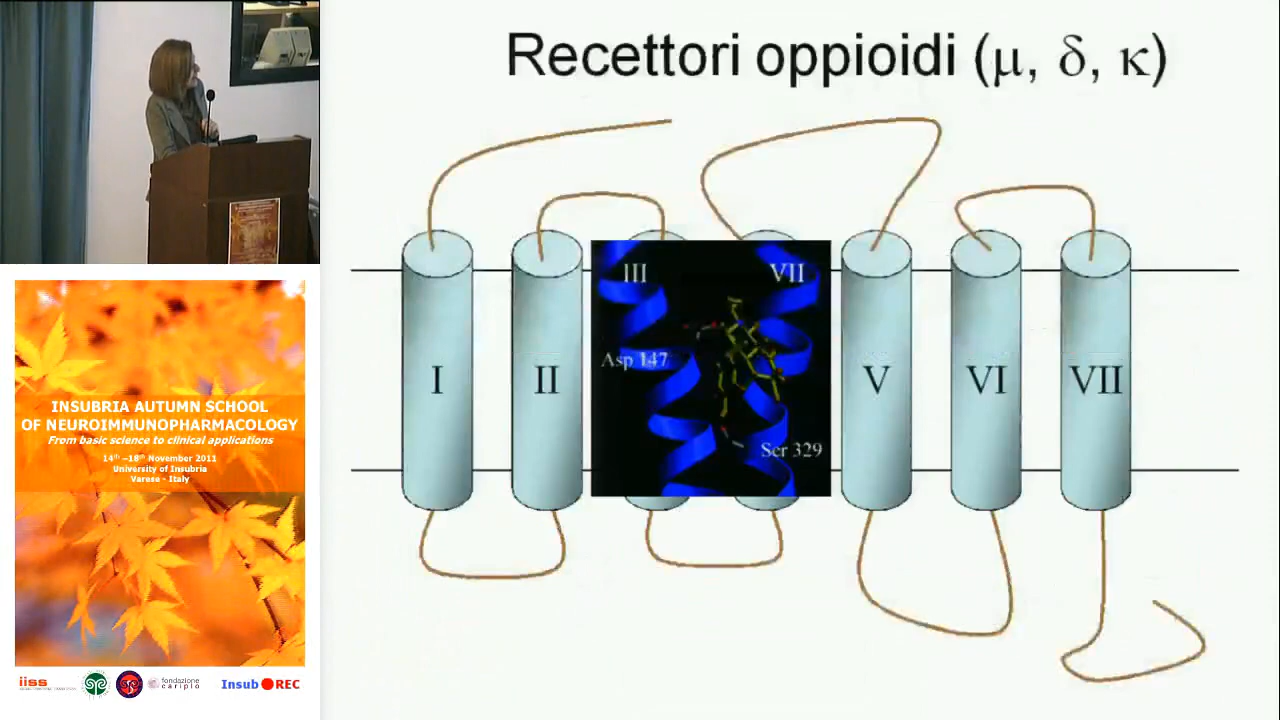 Recettori oppioidi (μ, δ, κ)
I
II
III
VII
Asp 147
Ser 329
V
VI
VII
INSUBRIA AUTUMN SCHOOL
OF NEUROIMMUNOPHARMACOLOGY
From basic science to clinical applications
14th –18th November 2011
University of Insubria
Varese - Italy
iiss
fondazione
cariplo
Insub REC